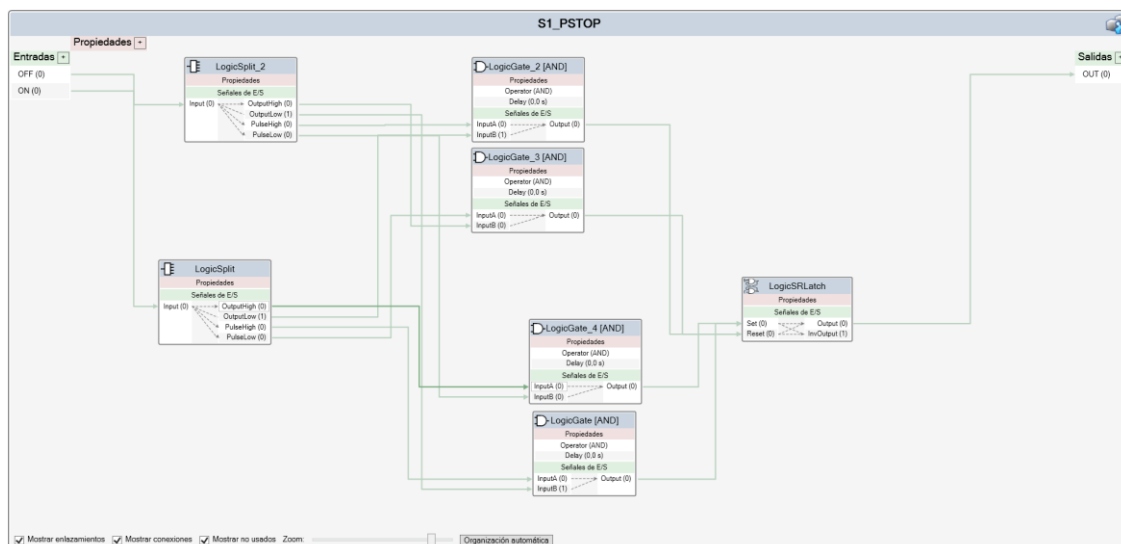 S1_PSTOP
Propiedades +
Entradas +
OFF (0)
ON (0)
Salidas +
OUT (0)
LogicSplit_2
Propiedades
Señales de E/S
Input (0) OutputHigh (0)
OutputLow (1)
PulseHigh (0)
PulseLow (0)
LogicGate_2 [AND]
Propiedades
Operator (AND)
Delay (0,0 s)
Señales de E/S
InputA (0) Output (0)
InputB (1)
LogicGate_3 [AND]
Propiedades
Operator (AND)
Delay (0,0 s)
Señales de E/S
InputA (0) Output (0)
InputB (0)
LogicSplit
Propiedades
Señales de E/S
Input (0) OutputHigh (0)
OutputLow (1)
PulseHigh (0)
PulseLow (0)
LogicSRLatch
Propiedades
Señales de E/S
Set (0) Output (0)
Reset (0) InvOutput (1)
LogicGate_4 [AND]
Propiedades
Operator (AND)
Delay (0,0 s)
Señales de E/S
InputA (0) Output (0)
InputB (0)
LogicGate [AND]
Propiedades
Operator (AND)
Delay (0,0 s)
Señales de E/S
InputA (0) Output (0)
InputB (1)
Mostrar enlazamientos Mostrar conexiones Mostrar no usados Zoom: Organización automática